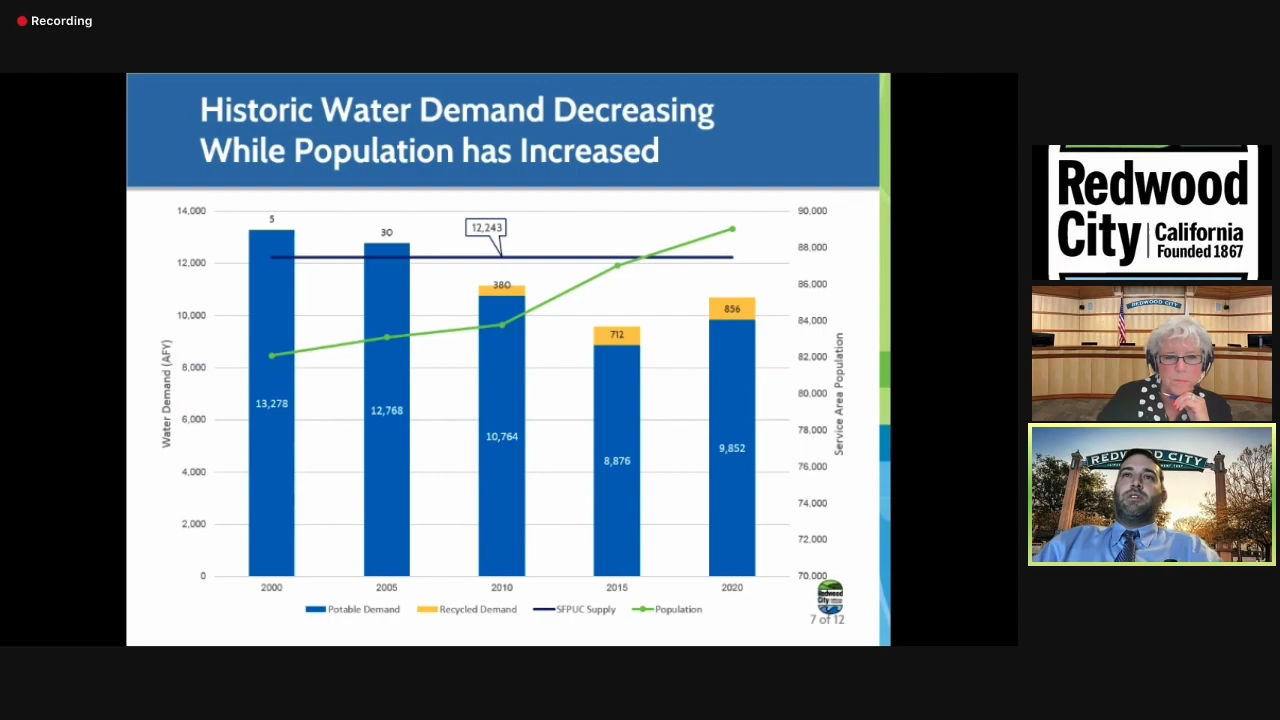 Recording
Historic Water Demand Decreasing
While Population has Increased
14,000
12,000
10,000
8,000
6,000
4,000
2,000
0
Water Demand (AFY)
5
30
12,243
380
712
856
13,278
12,768
10,764
8,876
9,852
90,000
88,000
86,000
84,000
82,000
80,000
78,000
76,000
74,000
72,000
70,000
Service Area Population
2000
2005
2010
2015
2020
Potable Demand
Recycled Demand
SFPUC Supply
Population
Redwood
City
7 of 12
Redwood
City
California
Founded 1867
REDWOOD CITY
REDWOOD CITY